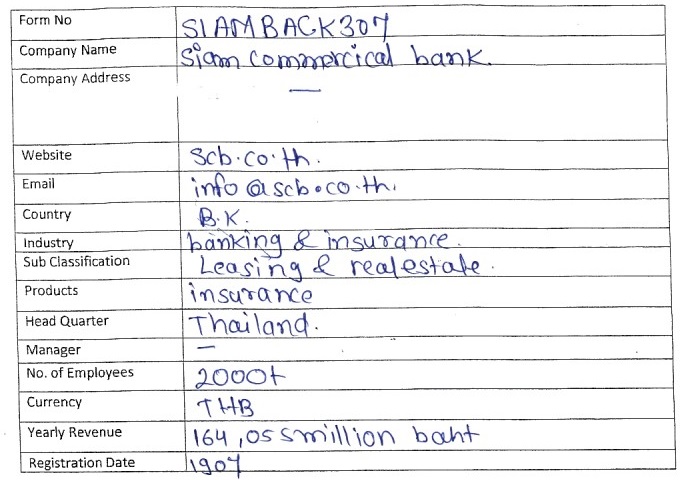 Form No SIAMBACK307
Company Name Siam commercical bank.
Company Address —
Website scb.co.th.
Email info@scb.co.th.
Country B.K.
Industry banking & insurance.
Sub Classification Leasing & realestate.
Products insurance
Head Quarter Thailand.
Manager —
No. of Employees 2000+
Currency THB
Yearly Revenue 164,055million baht
Registration Date 1907